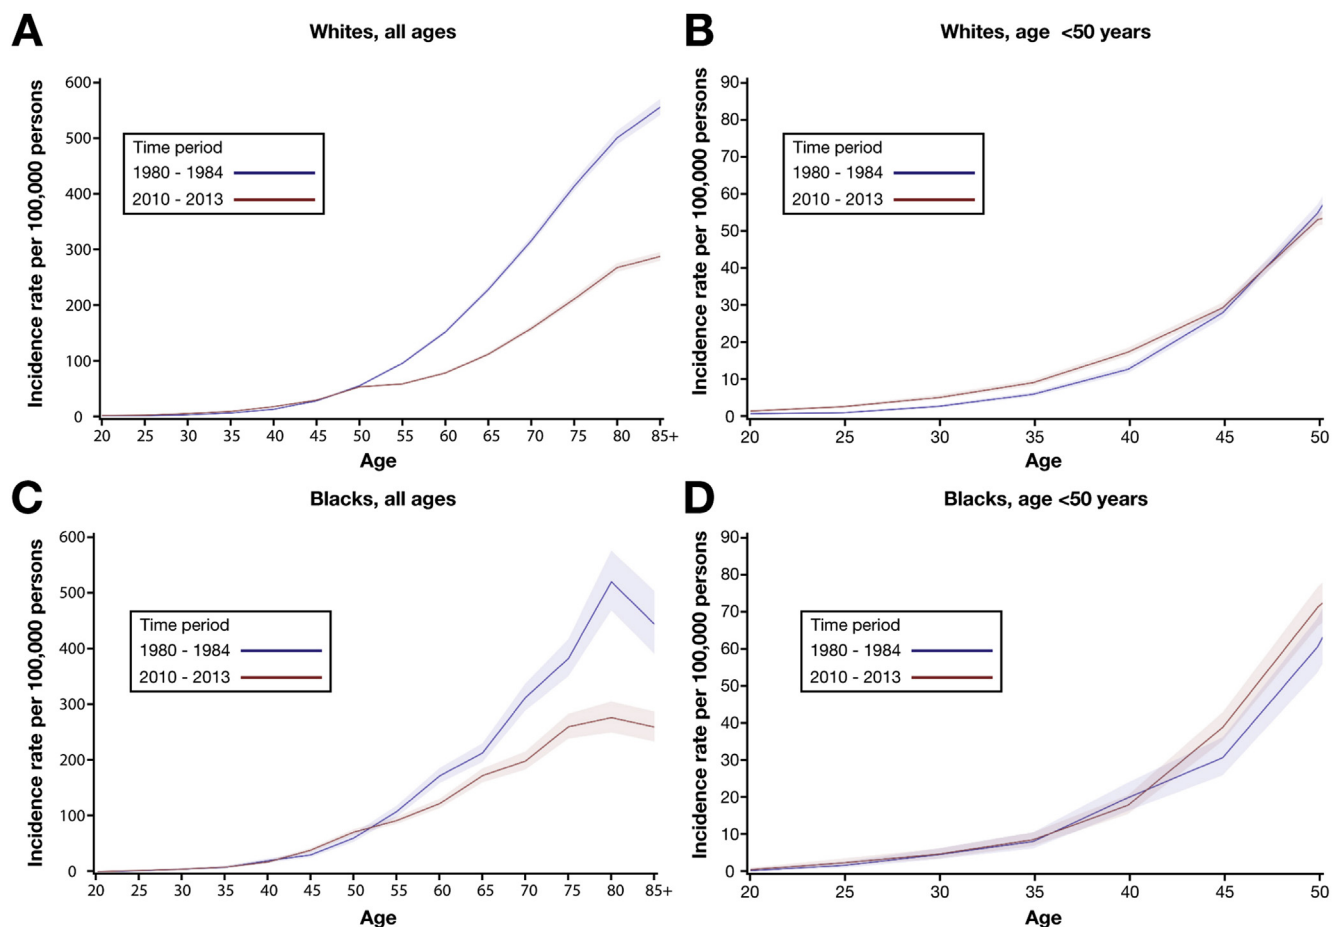 A
Whites, all ages
Incidence rate per 100,000 persons
600
500
400
300
200
100
0
Time period
1980 - 1984
2010 - 2013
20 25 30 35 40 45 50 55 60 65 70 75 80 85+
Age
B
Whites, age <50 years
Incidence rate per 100,000 persons
90
80
70
60
50
40
30
20
10
0
Time period
1980 - 1984
2010 - 2013
20 25 30 35 40 45 50
Age
C
Blacks, all ages
Incidence rate per 100,000 persons
600
500
400
300
200
100
0
Time period
1980 - 1984
2010 - 2013
20 25 30 35 40 45 50 55 60 65 70 75 80 85+
Age
D
Blacks, age <50 years
Incidence rate per 100,000 persons
90
80
70
60
50
40
30
20
10
0
Time period
1980 - 1984
2010 - 2013
20 25 30 35 40 45 50
Age